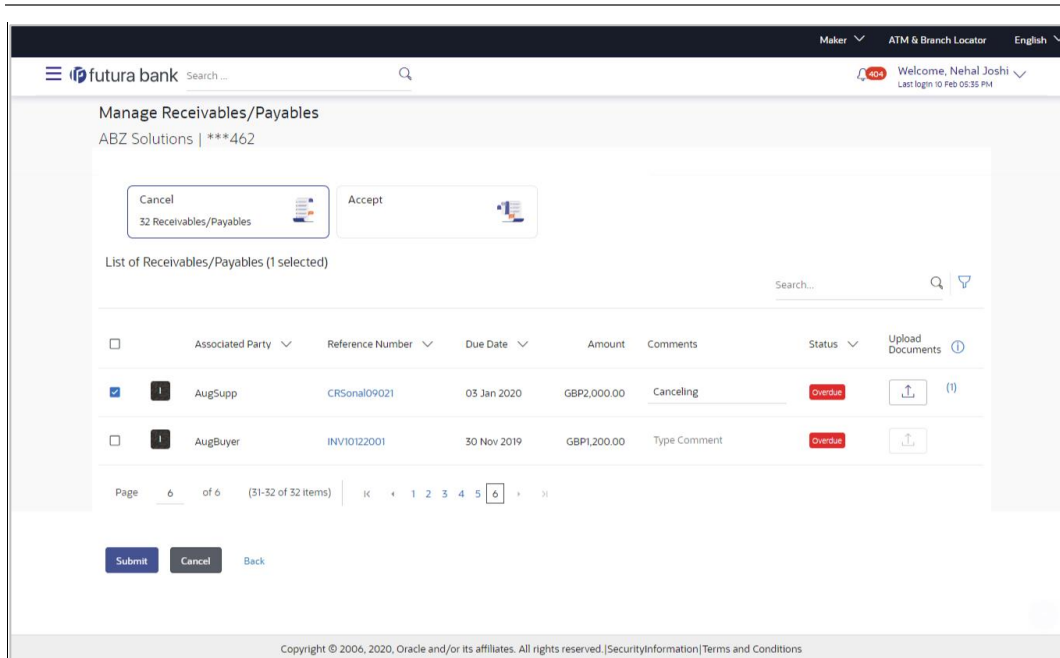 Maker ATM & Branch Locator English
futura bank Search ... 404 Welcome, Nehal Joshi
Last login 10 Feb 05:35 PM
Manage Receivables/Payables
ABZ Solutions | ***462
Cancel Accept
32 Receivables/Payables
List of Receivables/Payables (1 selected)
Search...
Associated Party Reference Number Due Date Amount Comments Status Upload Documents
I AugSupp CRSonal09021 03 Jan 2020 GBP2,000.00 Canceling Overdue (1)
I AugBuyer INV10122001 30 Nov 2019 GBP1,200.00 Type Comment Overdue
Page 6 of 6 (31-32 of 32 items) 1 2 3 4 5 6
Submit Cancel Back
Copyright © 2006, 2020, Oracle and/or its affiliates. All rights reserved.|SecurityInformation|Terms and Conditions